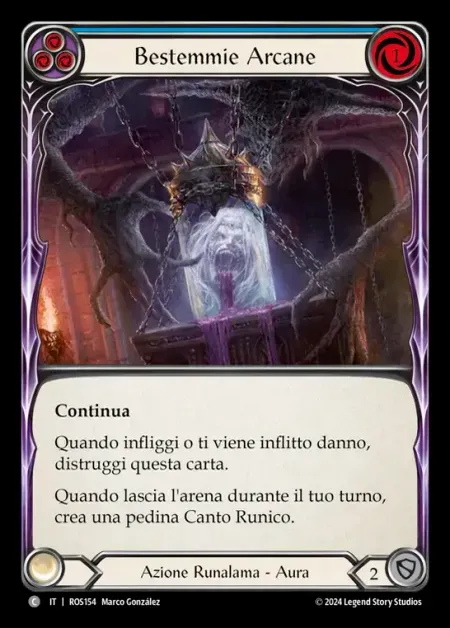 Bestemmie Arcane
1
Continua
Quando infliggi o ti viene inflitto danno,
distruggi questa carta.
Quando lascia l'arena durante il tuo turno,
crea una pedina Canto Runico.
Azione Runalama - Aura
2
C IT | ROS154 Marco González
© 2024 Legend Story Studios